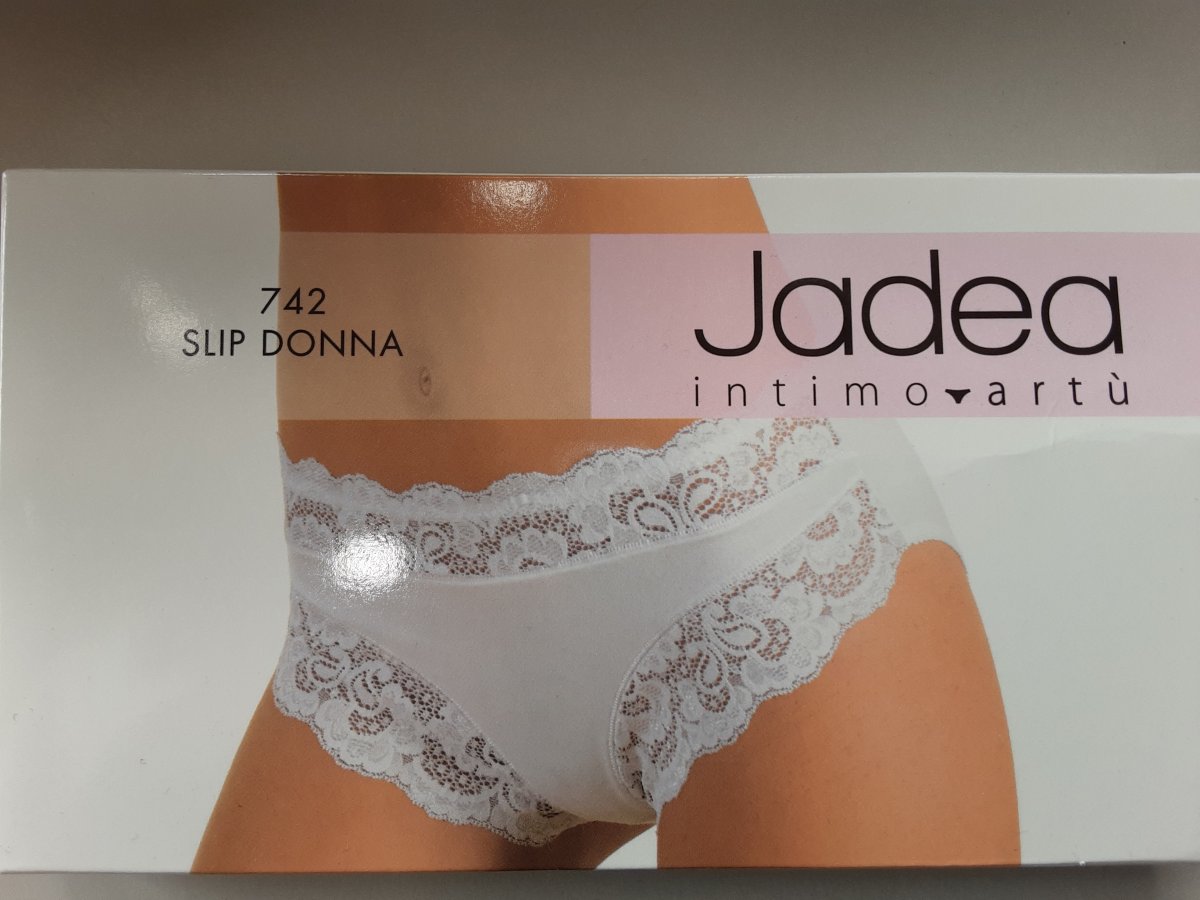 742
SLIP DONNA
Jadea
intimo artù